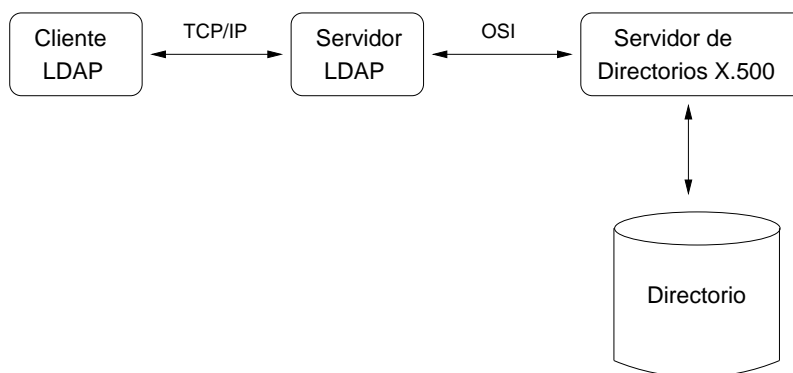 Cliente
LDAP
TCP/IP
Servidor
LDAP
OSI
Servidor de
Directorios X.500
Directorio